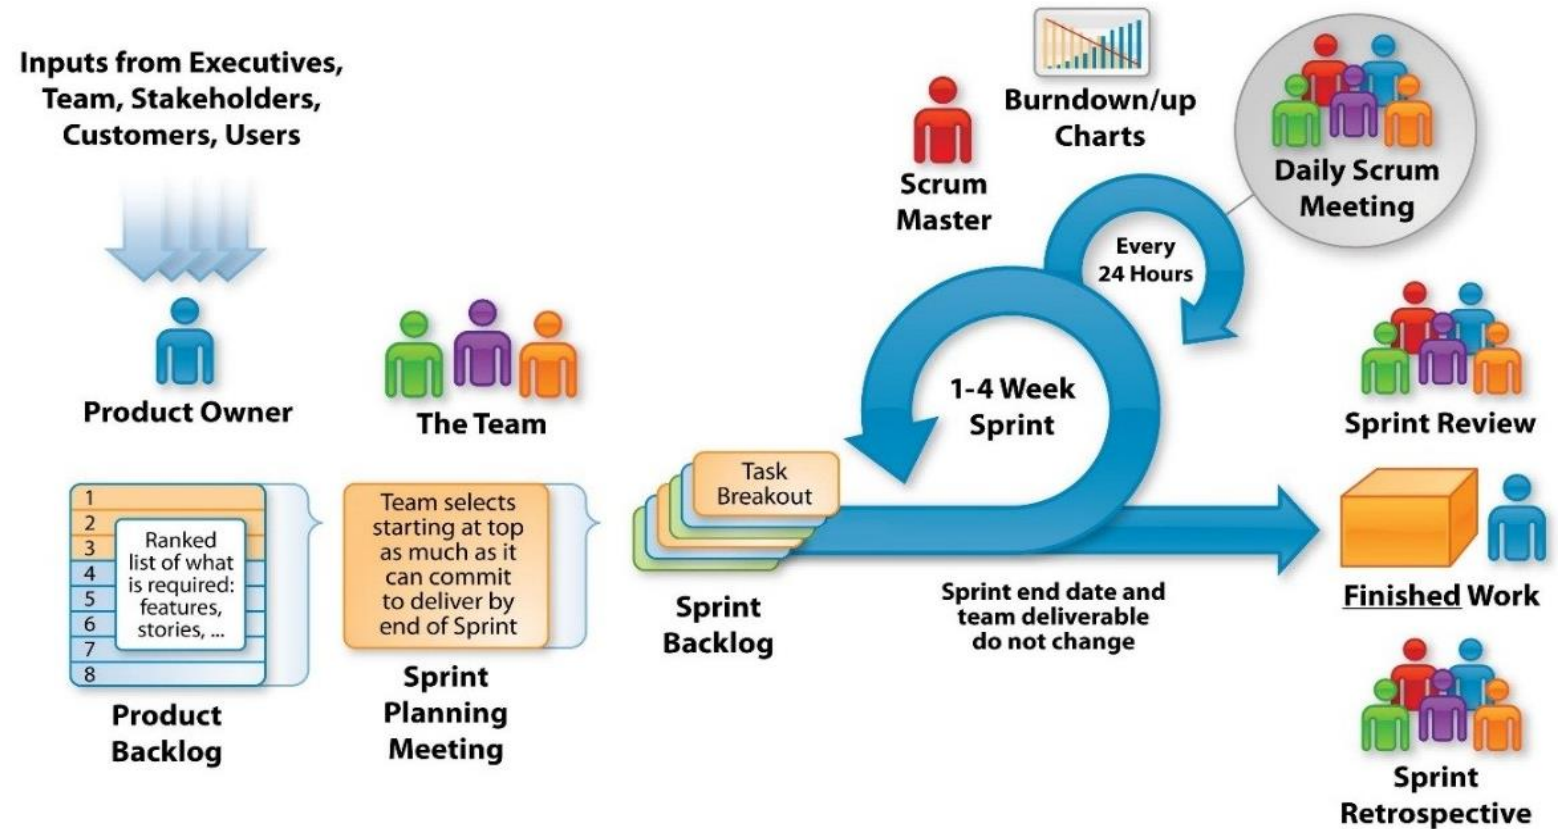 Inputs from Executives,
Team, Stakeholders,
Customers, Users
Product Owner
The Team
1
2
3
4
5
6
7
8
Ranked
list of what
is required:
features,
stories, ...
Product
Backlog
Team selects
starting at top
as much as it
can commit
to deliver by
end of Sprint
Sprint
Planning
Meeting
Task
Breakout
Sprint
Backlog
Scrum
Master
Burndown/up
Charts
Daily Scrum
Meeting
Every
24 Hours
1-4 Week
Sprint
Sprint end date and
team deliverable
do not change
Sprint Review
Finished Work
Sprint
Retrospective